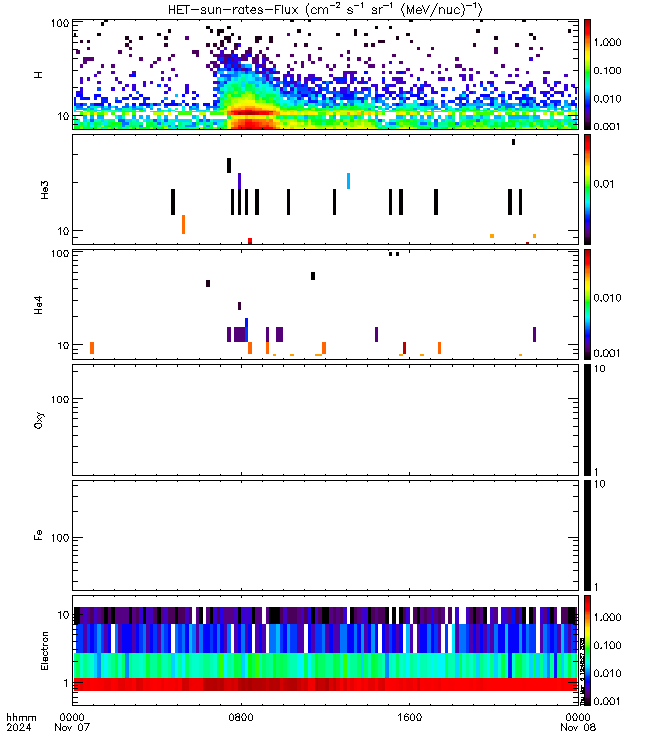 HET-sun-rates-Flux (cm⁻² s⁻¹ sr⁻¹ (MeV/nuc)⁻¹)
100
10
H
1.000
0.100
0.010
0.001
10
He3
0.01
100
10
He4
0.010
0.001
100
Oxy
10
1
100
Fe
10
1
10
1
Electron
1.000
0.100
0.010
0.001
hhmm
2024
0000
Nov 07
0800
1600
0000
Nov 08